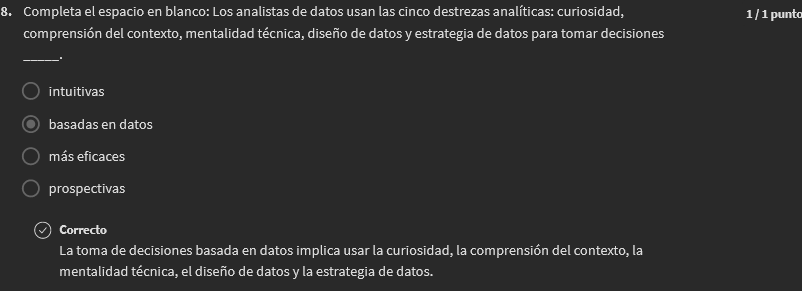 8. Completa el espacio en blanco: Los analistas de datos usan las cinco destrezas analíticas: curiosidad, 1 / 1 punto
comprensión del contexto, mentalidad técnica, diseño de datos y estrategia de datos para tomar decisiones
_____.
intuitivas
basadas en datos
más eficaces
prospectivas
Correcto
La toma de decisiones basada en datos implica usar la curiosidad, la comprensión del contexto, la
mentalidad técnica, el diseño de datos y la estrategia de datos.